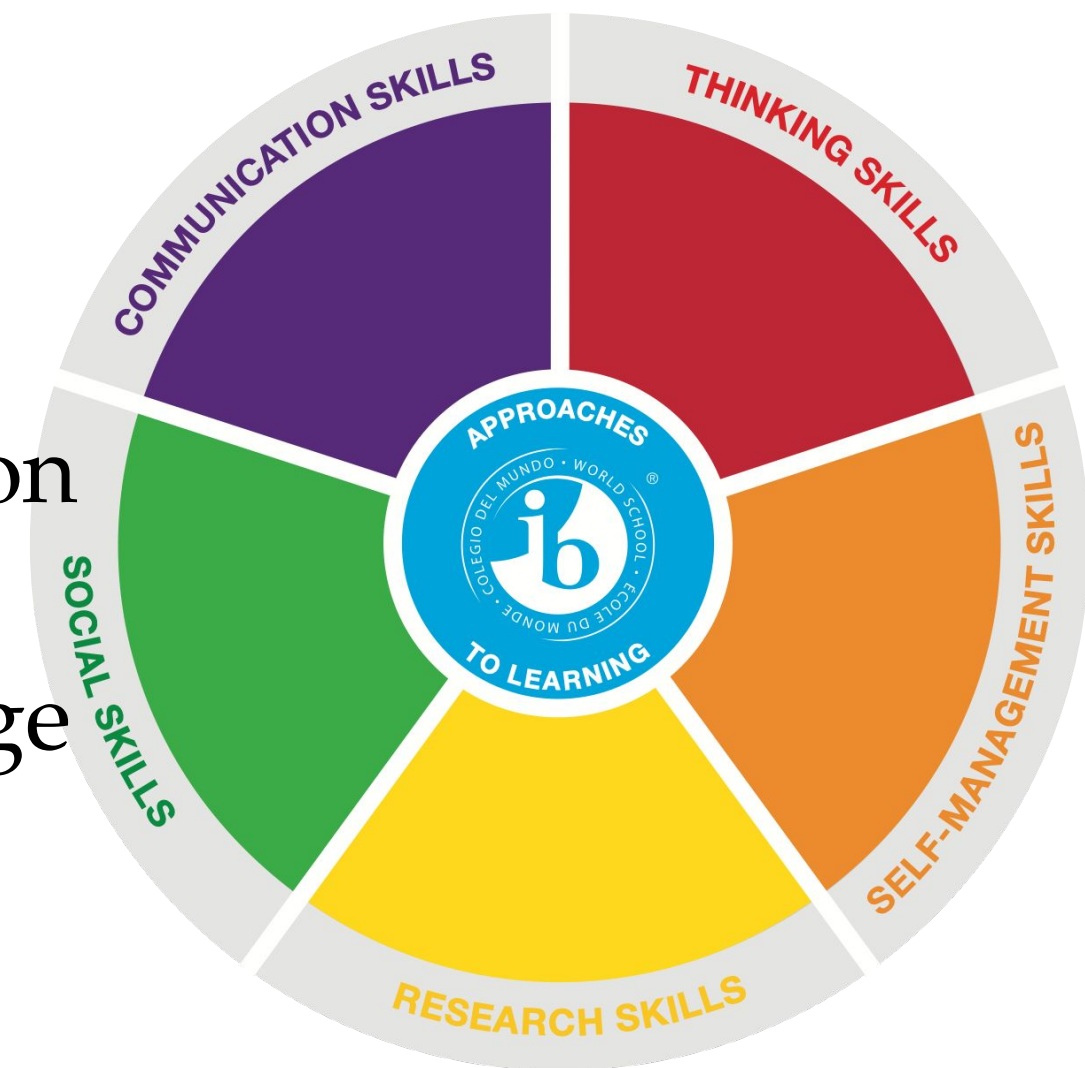 COMMUNICATION SKILLS
THINKING SKILLS
SELF-MANAGEMENT SKILLS
RESEARCH SKILLS
SOCIAL SKILLS
on
ge
APPROACHES
TO LEARNING
ib
®
WORLD SCHOOL · ÉCOLE DU MONDE · COLEGIO DEL MUNDO ·